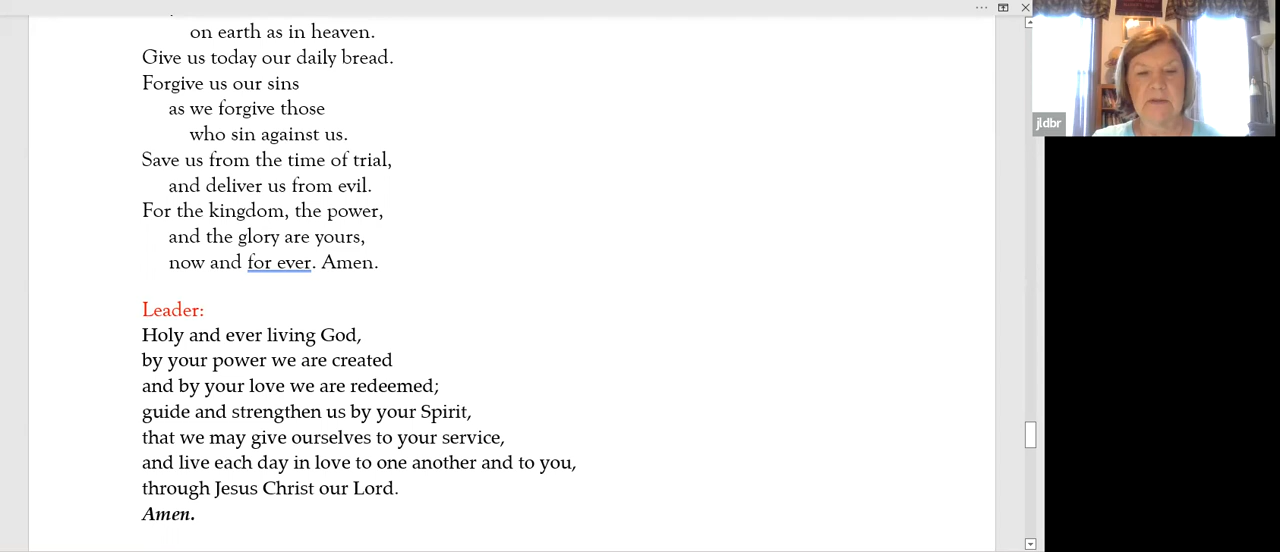 on earth as in heaven.
Give us today our daily bread.
Forgive us our sins
as we forgive those
who sin against us.
Save us from the time of trial,
and deliver us from evil.
For the kingdom, the power,
and the glory are yours,
now and for ever. Amen.
Leader:
Holy and ever living God,
by your power we are created
and by your love we are redeemed;
guide and strengthen us by your Spirit,
that we may give ourselves to your service,
and live each day in love to one another and to you,
through Jesus Christ our Lord.
Amen.
jldbr